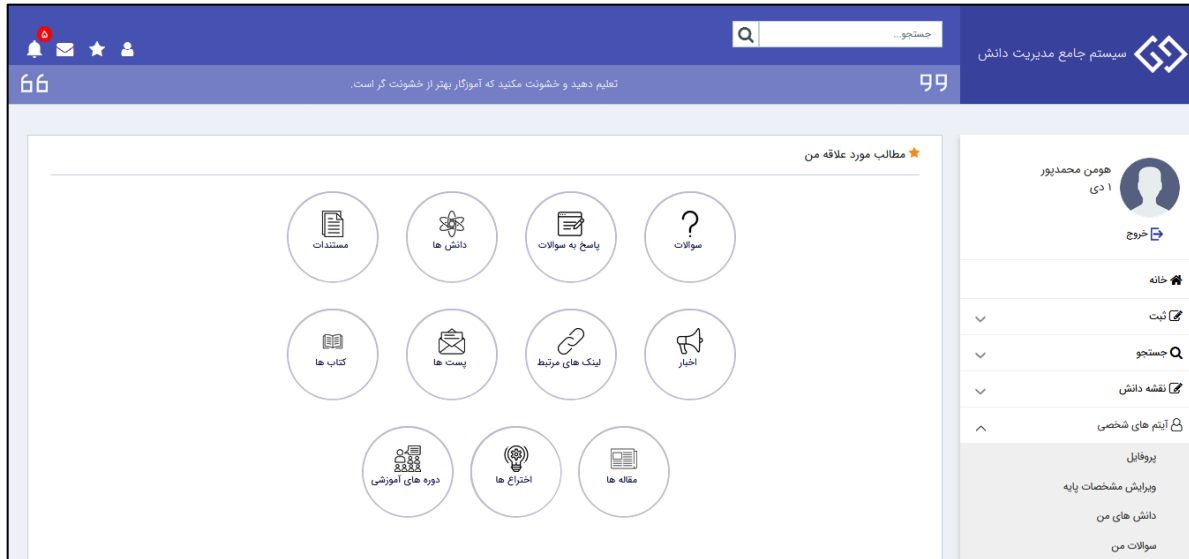 سیستم جامع مدیریت دانش
جستجو...
۵
تعلیم دهید و خشونت مکنید که آموزگار بهتر از خشونت گر است.
هومن محمدپور
۱ دی
خروج
خانه
ثبت
جستجو
نقشه دانش
آیتم های شخصی
پروفایل
ویرایش مشخصات پایه
دانش های من
سوالات من
مطالب مورد علاقه من
سوالات
پاسخ به سوالات
دانش ها
مستندات
اخبار
لینک های مرتبط
پست ها
کتاب ها
مقاله ها
اختراع ها
دوره های آموزشی